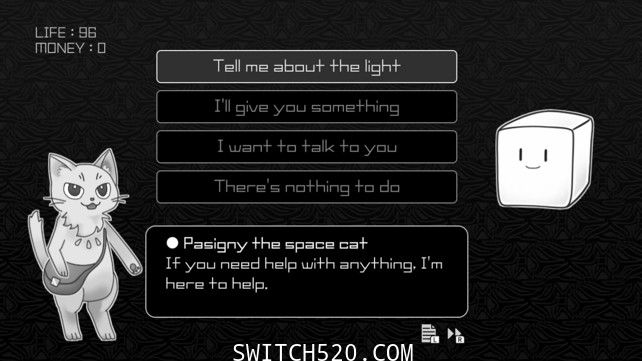 LIFE : 96
MONEY : 0
Tell me about the light
I'll give you something
I want to talk to you
There's nothing to do
Pasigny the space cat
If you need help with anything, I'm
here to help.
L R
SWITCH520.COM